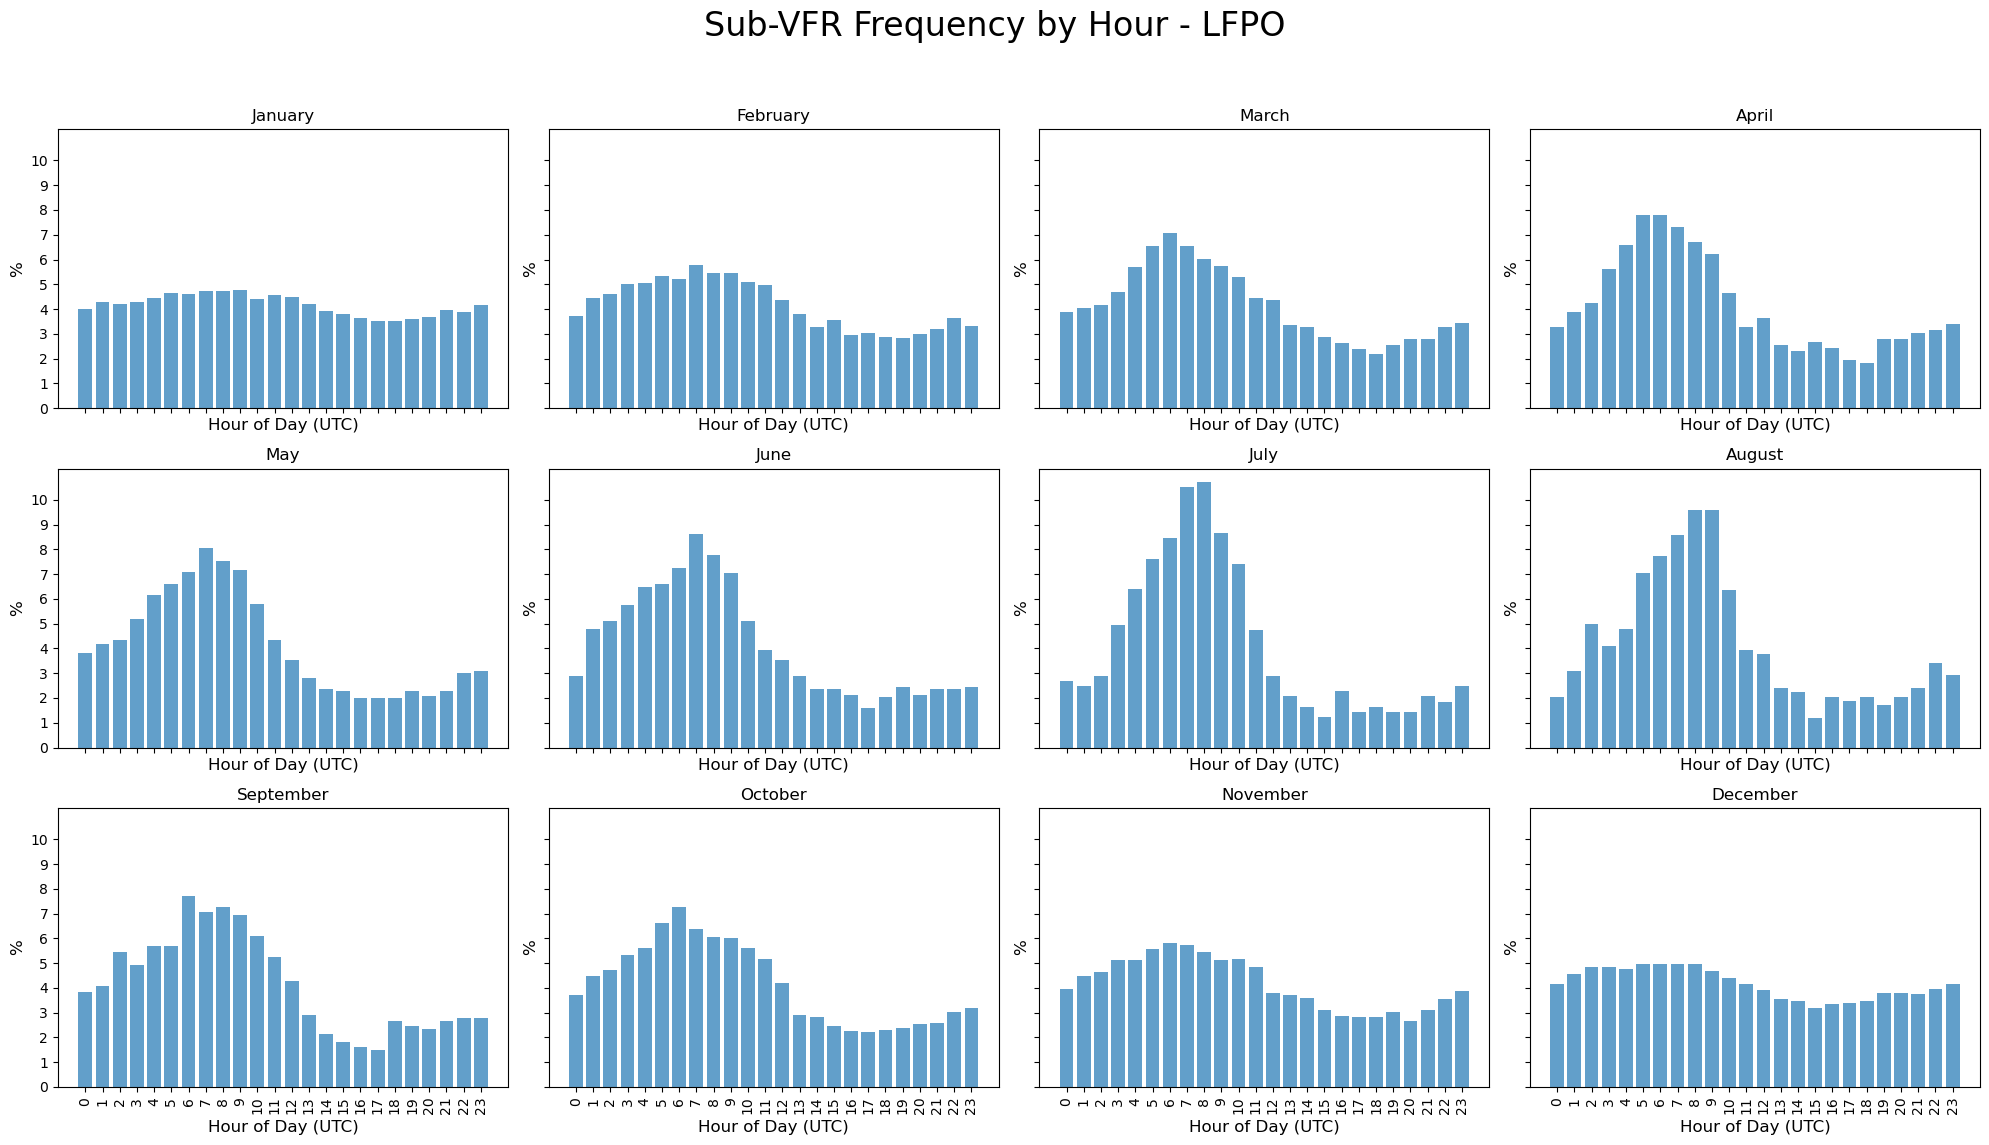 Sub-VFR Frequency by Hour - LFPO
January
February
March
April
10
9
8
7
6
5
4
3
2
1
0
%
%
%
%
Hour of Day (UTC)
Hour of Day (UTC)
Hour of Day (UTC)
Hour of Day (UTC)
May
June
July
August
10
9
8
7
6
5
4
3
2
1
0
%
%
%
%
Hour of Day (UTC)
Hour of Day (UTC)
Hour of Day (UTC)
Hour of Day (UTC)
September
October
November
December
10
9
8
7
6
5
4
3
2
1
0
%
%
%
%
0 1 2 3 4 5 6 7 8 9 10 11 12 13 14 15 16 17 18 19 20 21 22 23
0 1 2 3 4 5 6 7 8 9 10 11 12 13 14 15 16 17 18 19 20 21 22 23
0 1 2 3 4 5 6 7 8 9 10 11 12 13 14 15 16 17 18 19 20 21 22 23
0 1 2 3 4 5 6 7 8 9 10 11 12 13 14 15 16 17 18 19 20 21 22 23
Hour of Day (UTC)
Hour of Day (UTC)
Hour of Day (UTC)
Hour of Day (UTC)